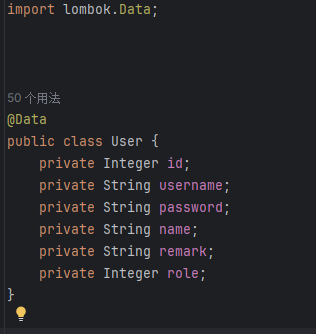 import lombok.Data;
50 个用法
@Data
public class User {
    private Integer id;
    private String username;
    private String password;
    private String name;
    private String remark;
    private Integer role;
}